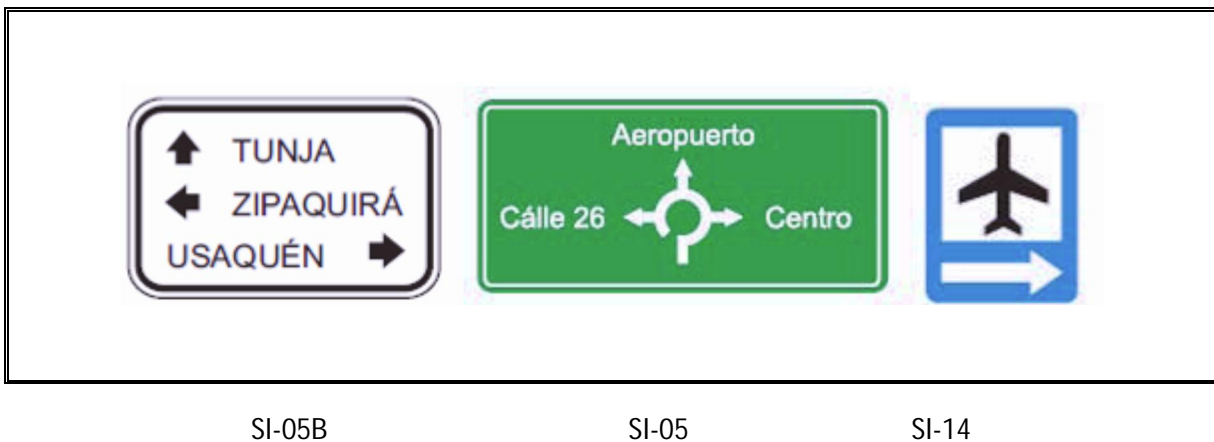 TUNJA
ZIPAQUIRÁ
USAQUÉN
Aeropuerto
Cálle 26
Centro
SI-05B
SI-05
SI-14